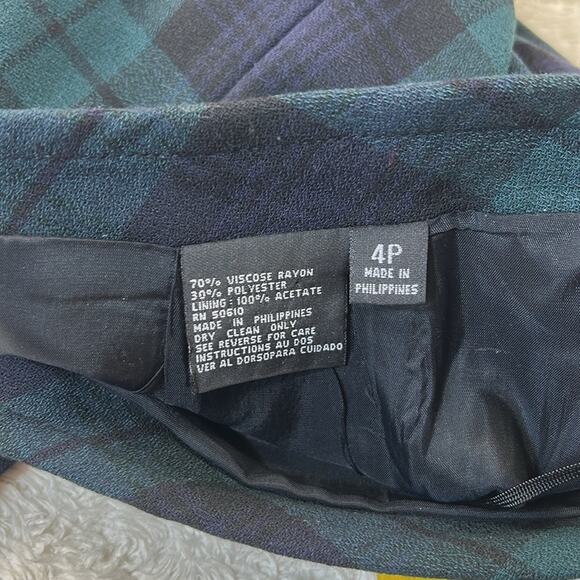 70% VISCOSE RAYON
30% POLYESTER
LINING: 100% ACETATE
RN 50610
MADE IN PHILIPPINES
DRY CLEAN ONLY
SEE REVERSE FOR CARE
INSTRUCTIONS AU DOS
VER AL DORSOPARA CUIDADO
4P
MADE IN
PHILIPPINES